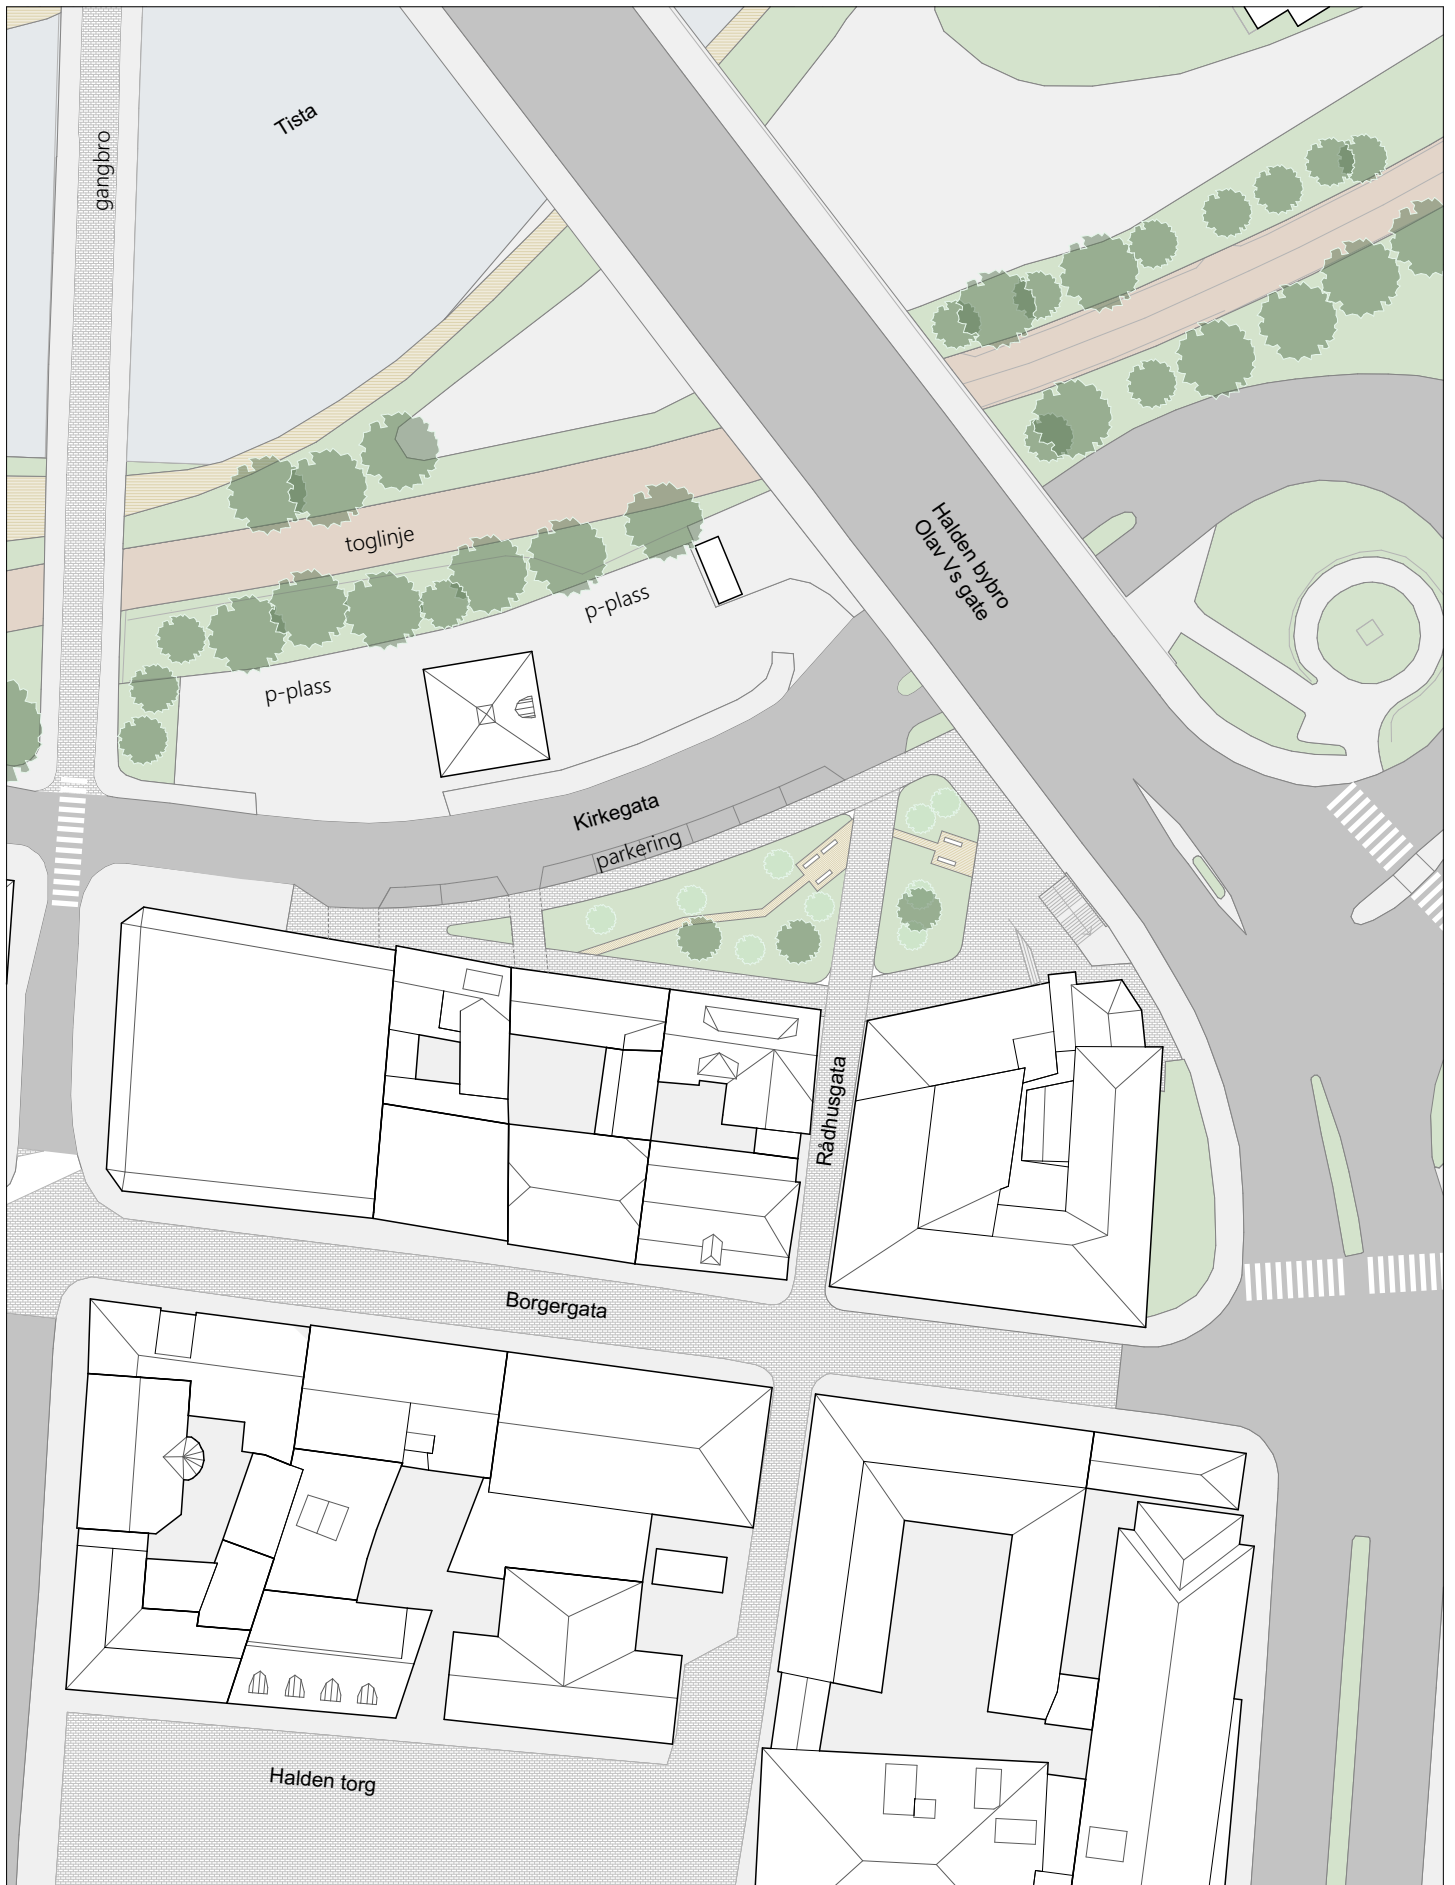 Tista
gangbro
toglinje
Halden bybro
Olav Vs gate
p-plass
p-plass
Kirkegata
parkering
Rådhusgata
Borgergata
Halden torg